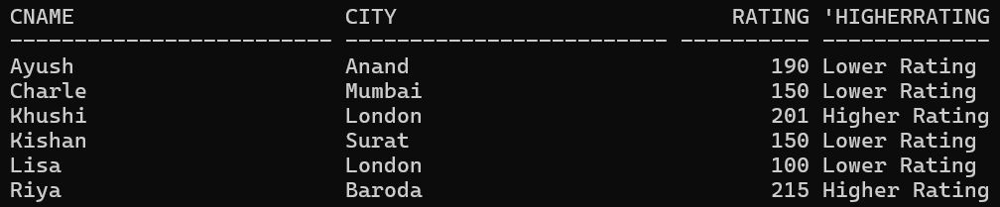 CNAME                     CITY                          RATING 'HIGHERRATING
------------------------- ------------------------- ---------- -------------
Ayush                     Anand                            190 Lower Rating
Charle                    Mumbai                           150 Lower Rating
Khushi                    London                           201 Higher Rating
Kishan                    Surat                            150 Lower Rating
Lisa                      London                           100 Lower Rating
Riya                      Baroda                           215 Higher Rating